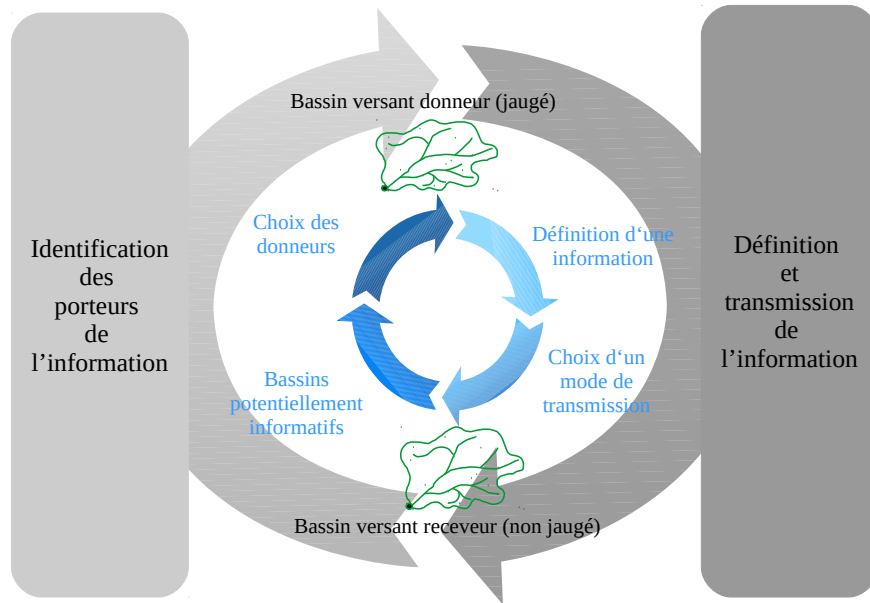 Bassin versant donneur (jaugé)
Identification
des
porteurs
de
l’information
Choix des
donneurs
Définition d‘une
information
Définition
et
transmission
de
l’information
Bassins
potentiellement
informatifs
Choix d‘un
mode de
transmission
Bassin versant receveur (non jaugé)